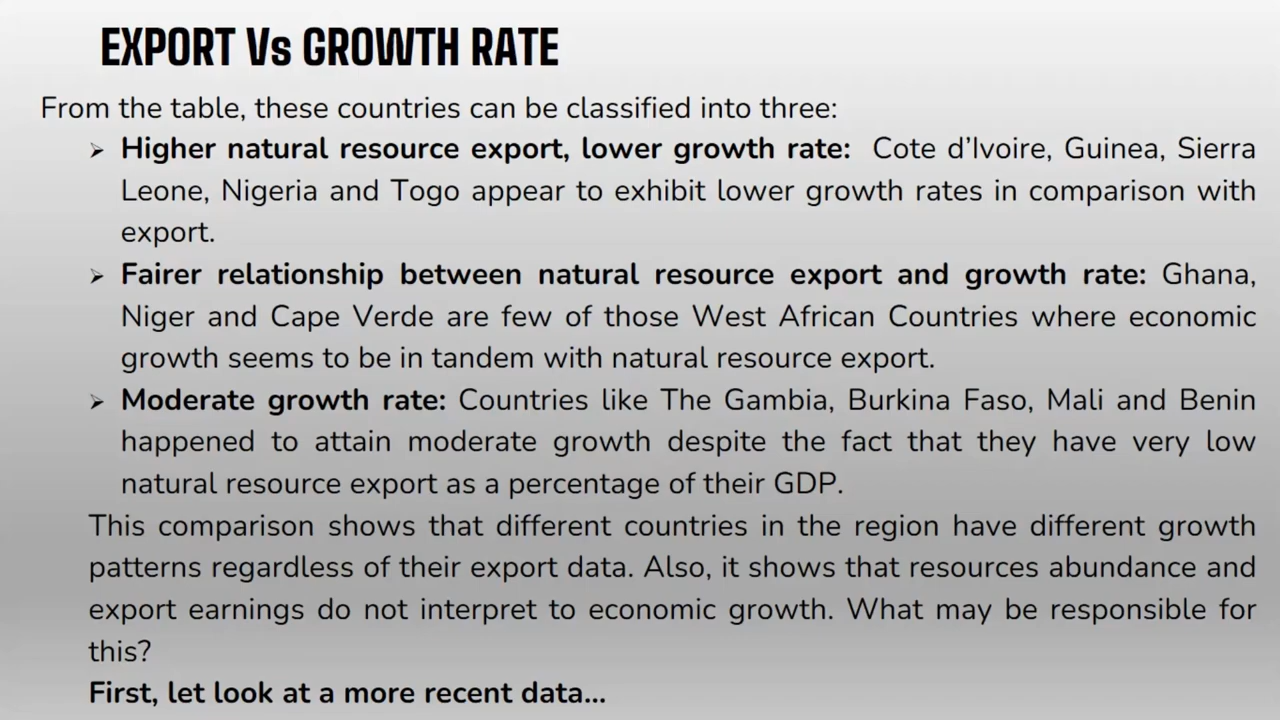 EXPORT Vs GROWTH RATE
From the table, these countries can be classified into three:
➢ Higher natural resource export, lower growth rate: Cote d’Ivoire, Guinea, Sierra
Leone, Nigeria and Togo appear to exhibit lower growth rates in comparison with
export.
➢ Fairer relationship between natural resource export and growth rate: Ghana,
Niger and Cape Verde are few of those West African Countries where economic
growth seems to be in tandem with natural resource export.
➢ Moderate growth rate: Countries like The Gambia, Burkina Faso, Mali and Benin
happened to attain moderate growth despite the fact that they have very low
natural resource export as a percentage of their GDP.
This comparison shows that different countries in the region have different growth
patterns regardless of their export data. Also, it shows that resources abundance and
export earnings do not interpret to economic growth. What may be responsible for
this?
First, let look at a more recent data...